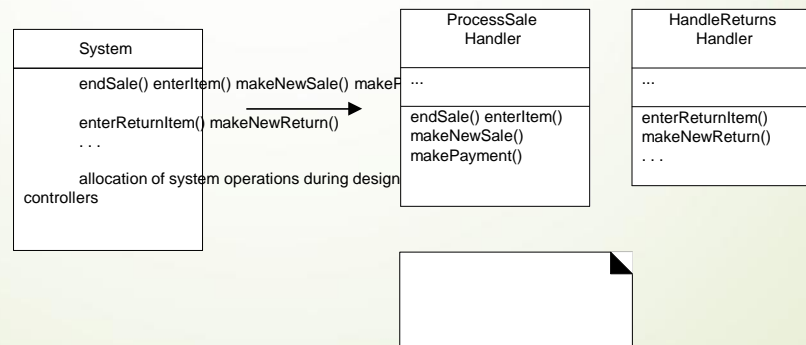 System
endSale() enterItem() makeNewSale() makeP
enterReturnItem() makeNewReturn()
. . .
allocation of system operations during design
controllers
ProcessSale
Handler
...
endSale() enterItem()
makeNewSale()
makePayment()
HandleReturns
Handler
...
enterReturnItem()
makeNewReturn()
. . .